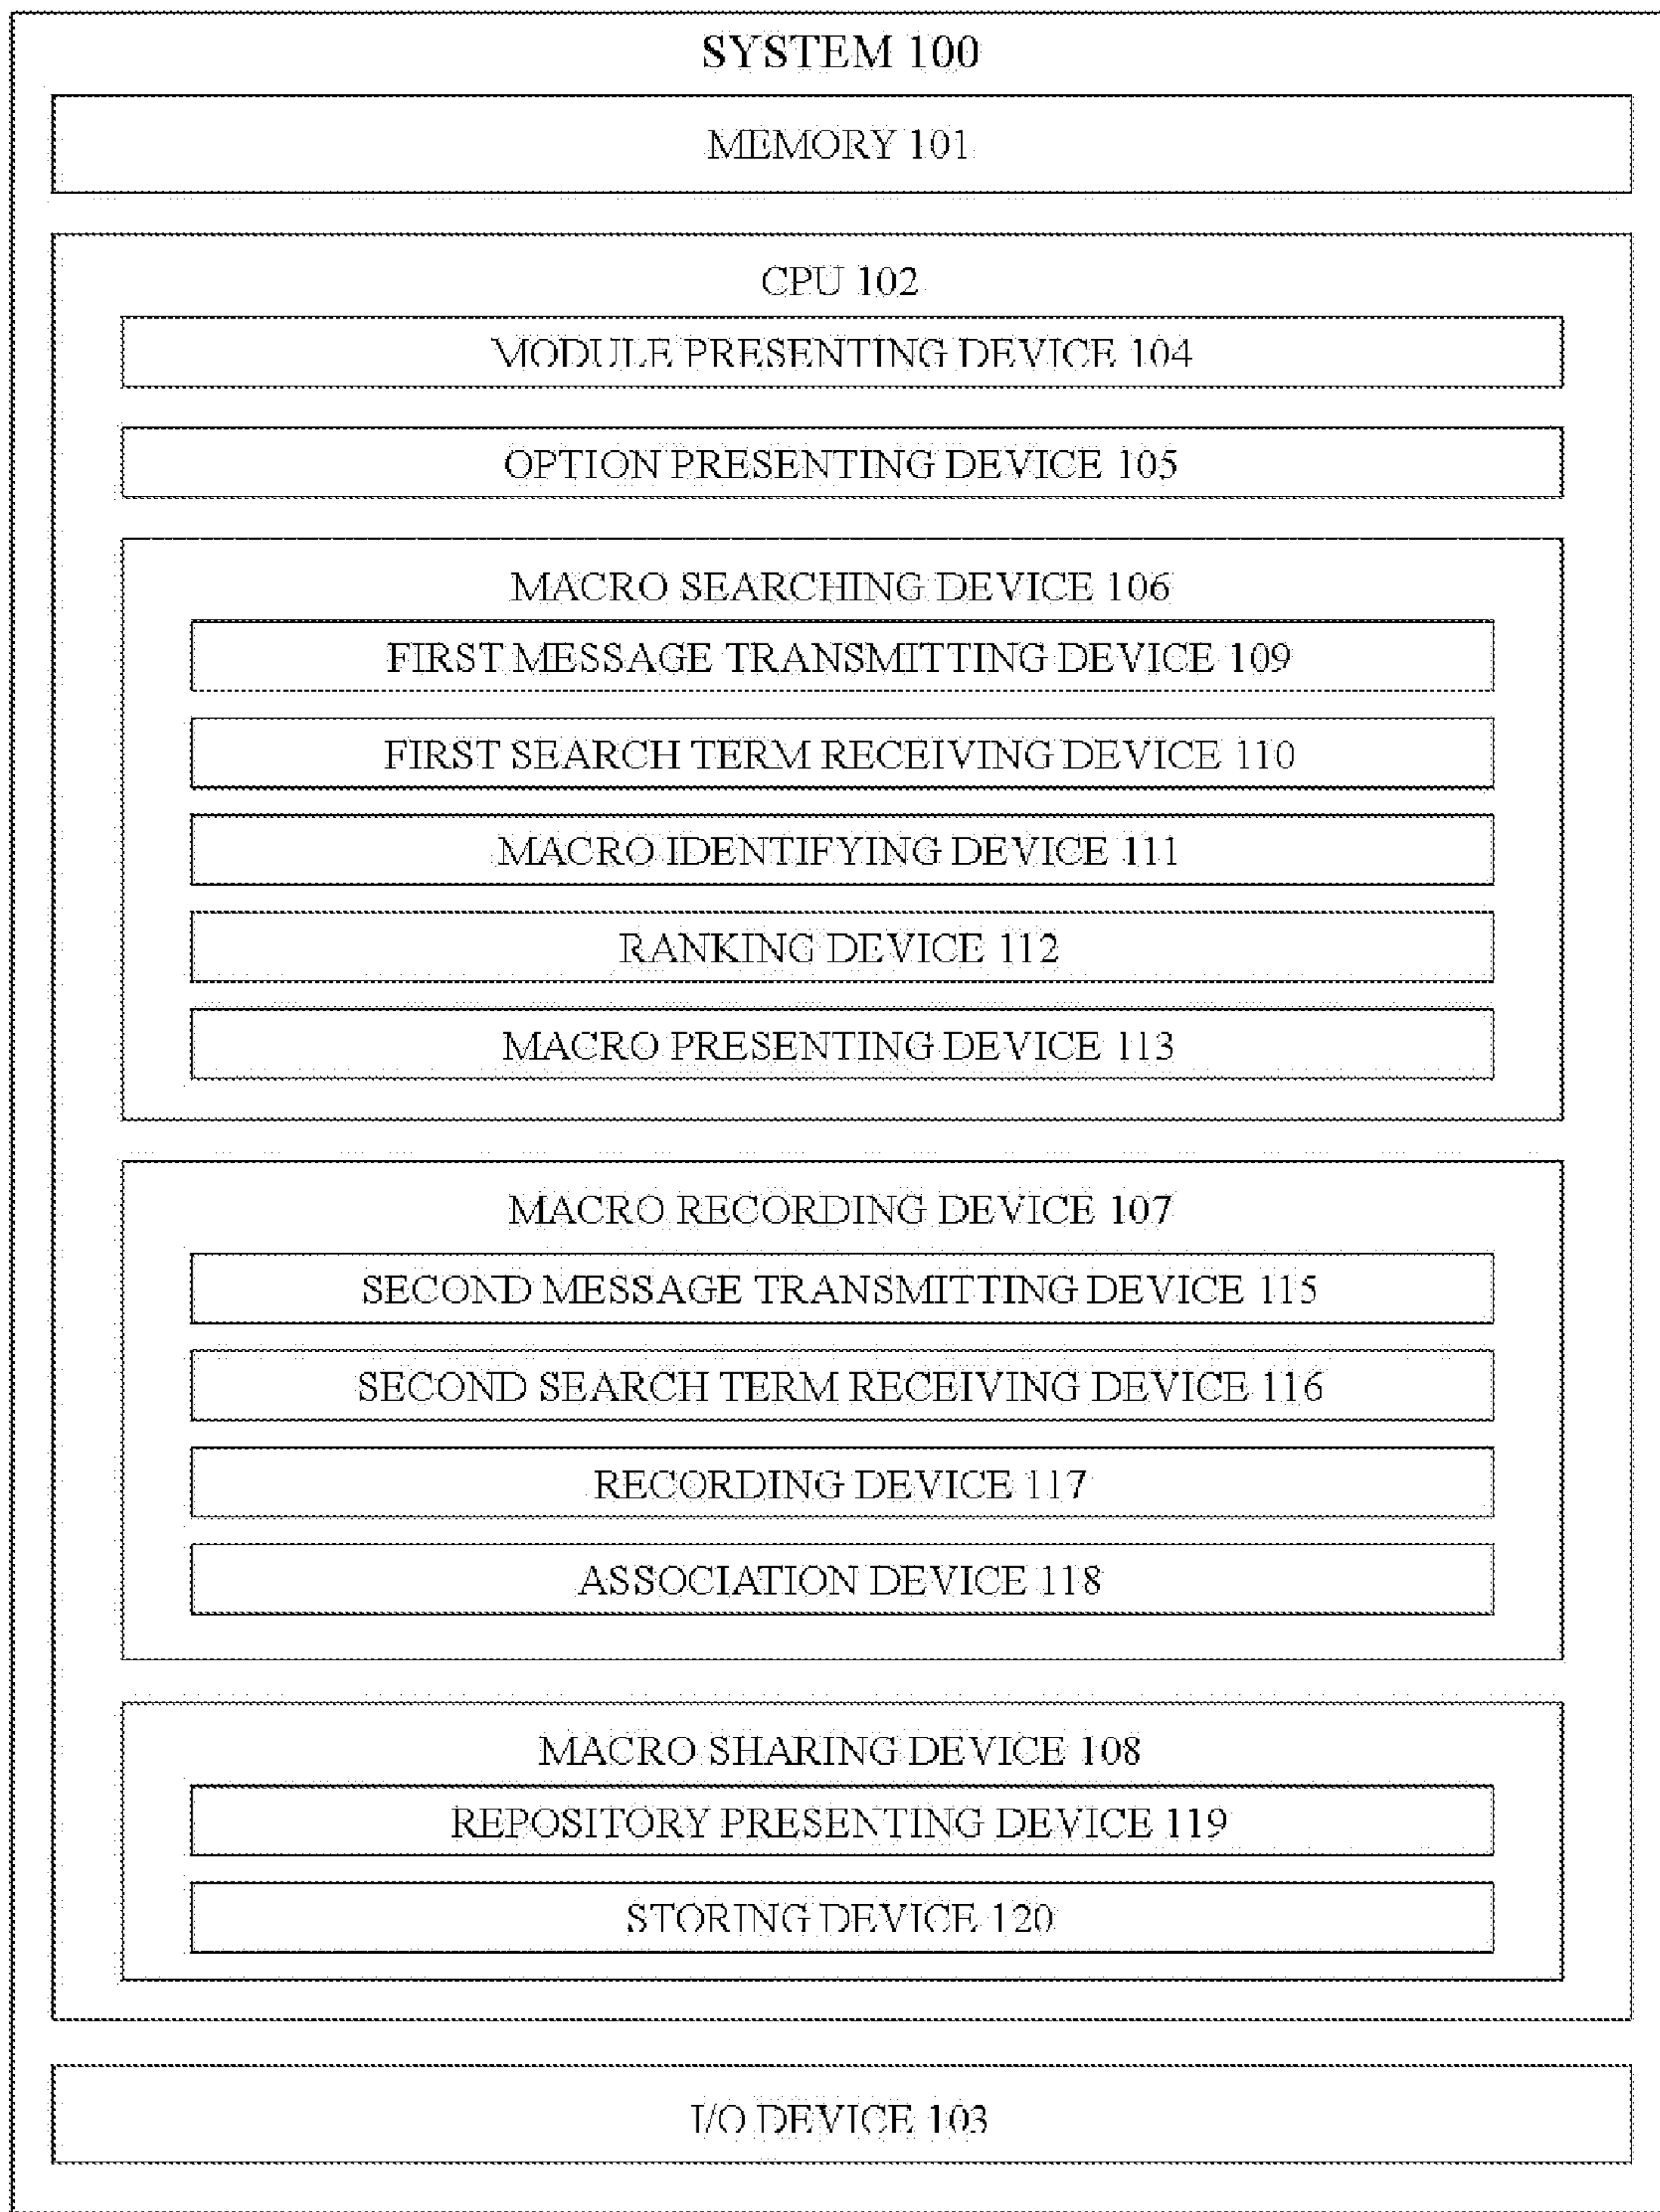 SYSTEM 100
MEMORY 101
CPU 102
MODULE PRESENTING DEVICE 104
OPTION PRESENTING DEVICE 105
MACRO SEARCHING DEVICE 106
FIRST MESSAGE TRANSMITTING DEVICE 109
FIRST SEARCH TERM RECEIVING DEVICE 110
MACRO IDENTIFYING DEVICE 111
RANKING DEVICE 112
MACRO PRESENTING DEVICE 113
MACRO RECORDING DEVICE 107
SECOND MESSAGE TRANSMITTING DEVICE 115
SECOND SEARCH TERM RECEIVING DEVICE 116
RECORDING DEVICE 117
ASSOCIATION DEVICE 118
MACRO SHARING DEVICE 108
REPOSITORY PRESENTING DEVICE 119
STORING DEVICE 120
I/O DEVICE 103